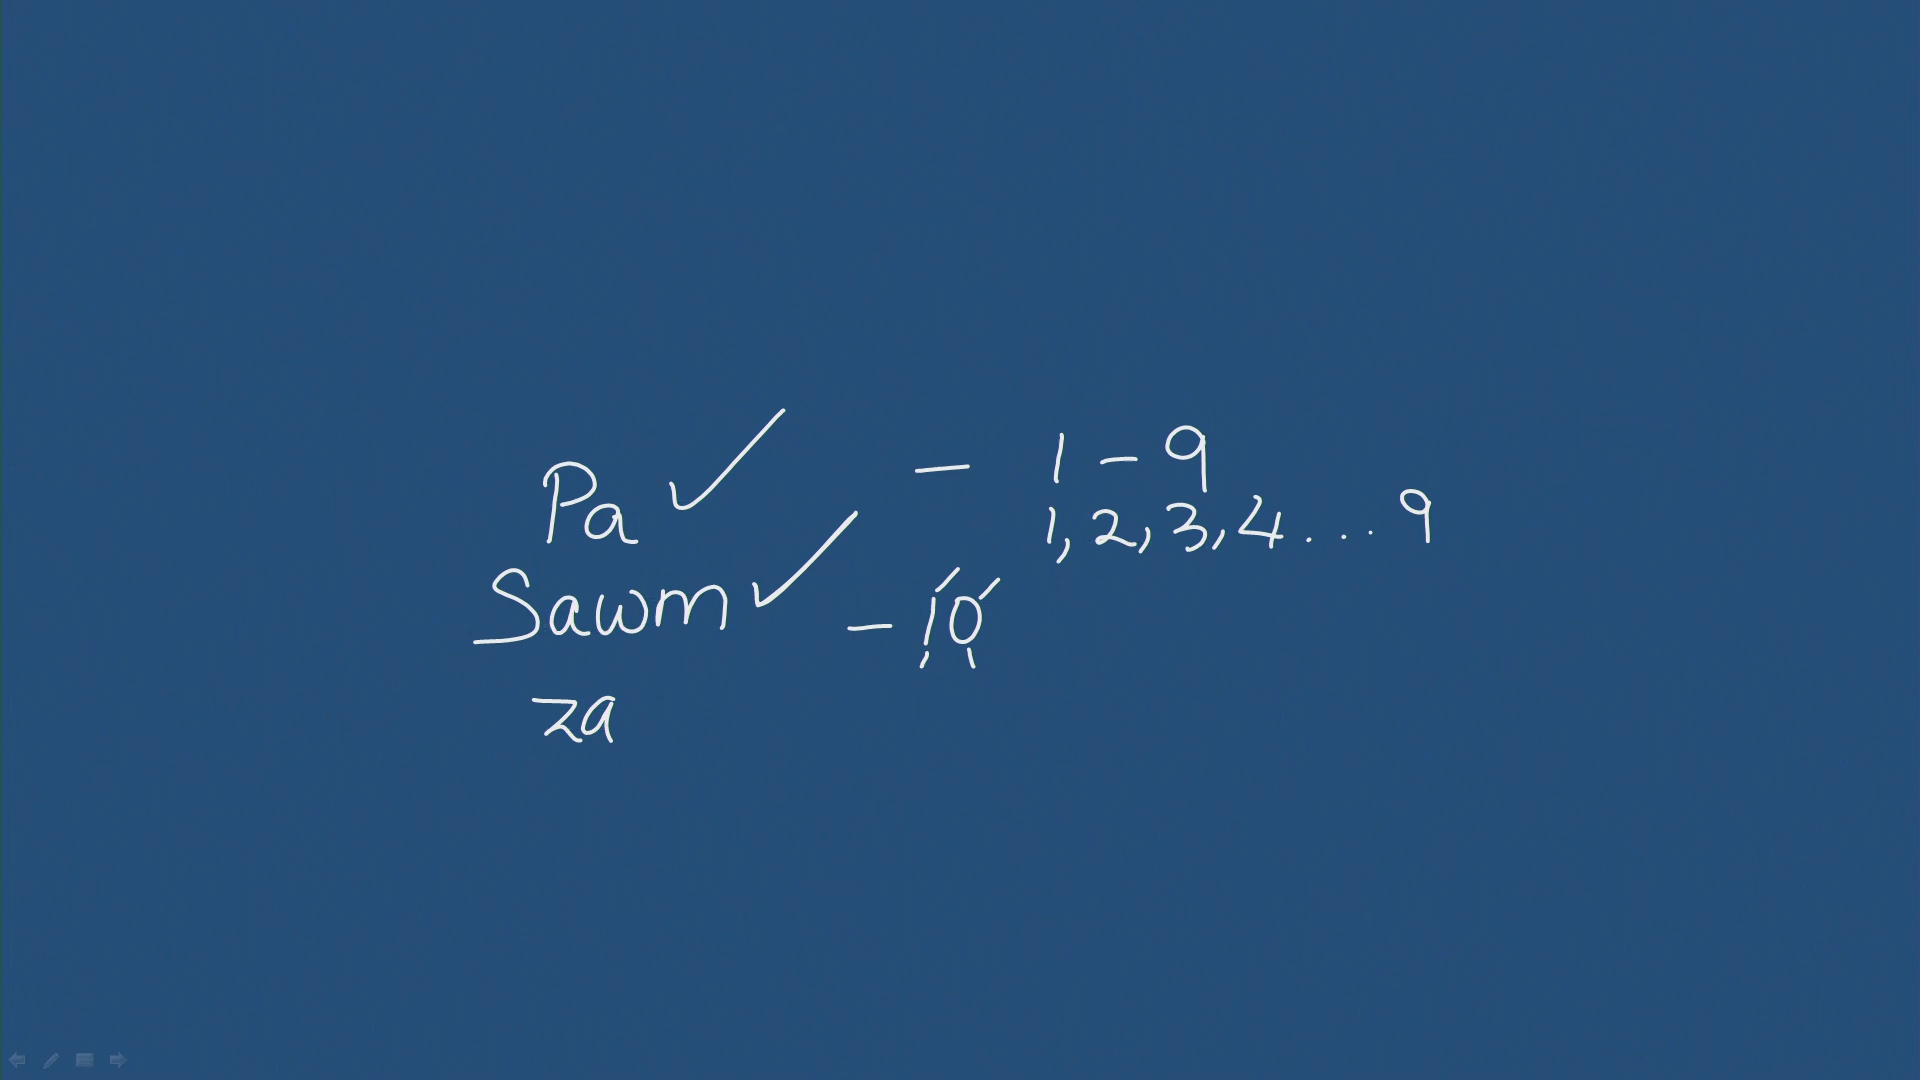 Pa ✓ – 1 – 9
1, 2, 3, 4 . . . 9
Sawm ✓ – 10
za